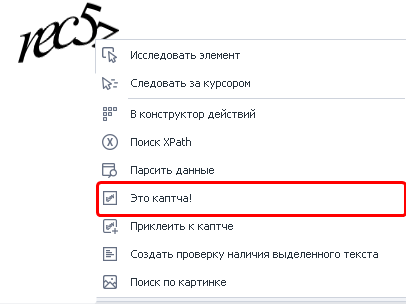 rec5
Исследовать элемент
Следовать за курсором
В конструктор действий
Поиск XPath
Парсить данные
Это каптча!
Приклеить к каптче
Создать проверку наличия выделенного текста
Поиск по картинке